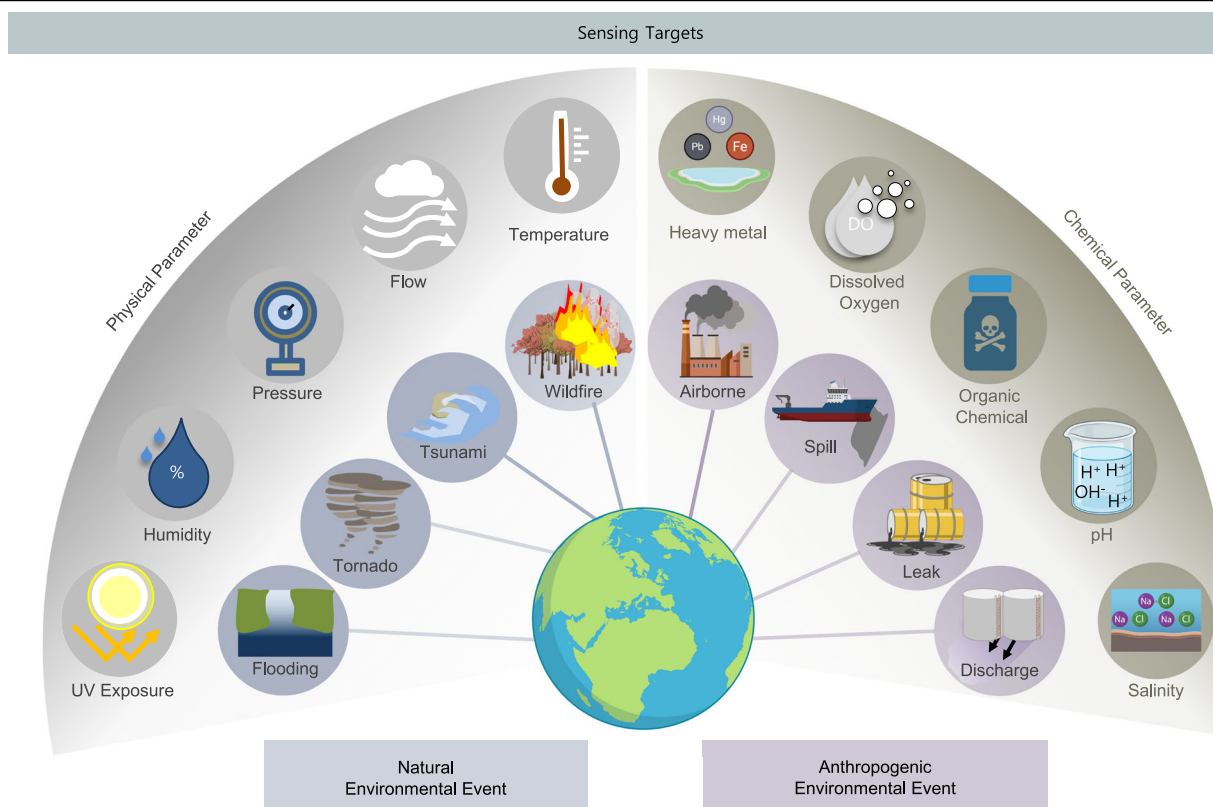 Sensing Targets
Physical Parameter
Chemical Parameter
Temperature
Flow
Pressure
%
Humidity
UV Exposure
Hg
Pb
Fe
Heavy metal
DO
Dissolved
Oxygen
Organic
Chemical
H⁺ H⁺
OH⁻
H⁺
pH
Na Cl
Na Cl Na Cl
Salinity
Wildfire
Tsunami
Tornado
Flooding
Airborne
Spill
Leak
Discharge
Natural
Environmental Event
Anthropogenic
Environmental Event